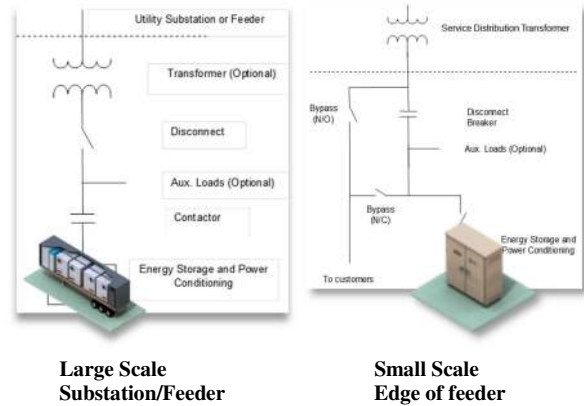 Utility Substation or Feeder
Transformer (Optional)
Disconnect
Aux. Loads (Optional)
Contactor
Energy Storage and Power
Conditioning
Large Scale
Substation/Feeder
Service Distribution Transformer
Bypass
(N/O)
Disconnect
Breaker
Aux. Loads (Optional)
Bypass
(N/C)
Energy Storage and
Power Conditioning
To customers
Small Scale
Edge of feeder